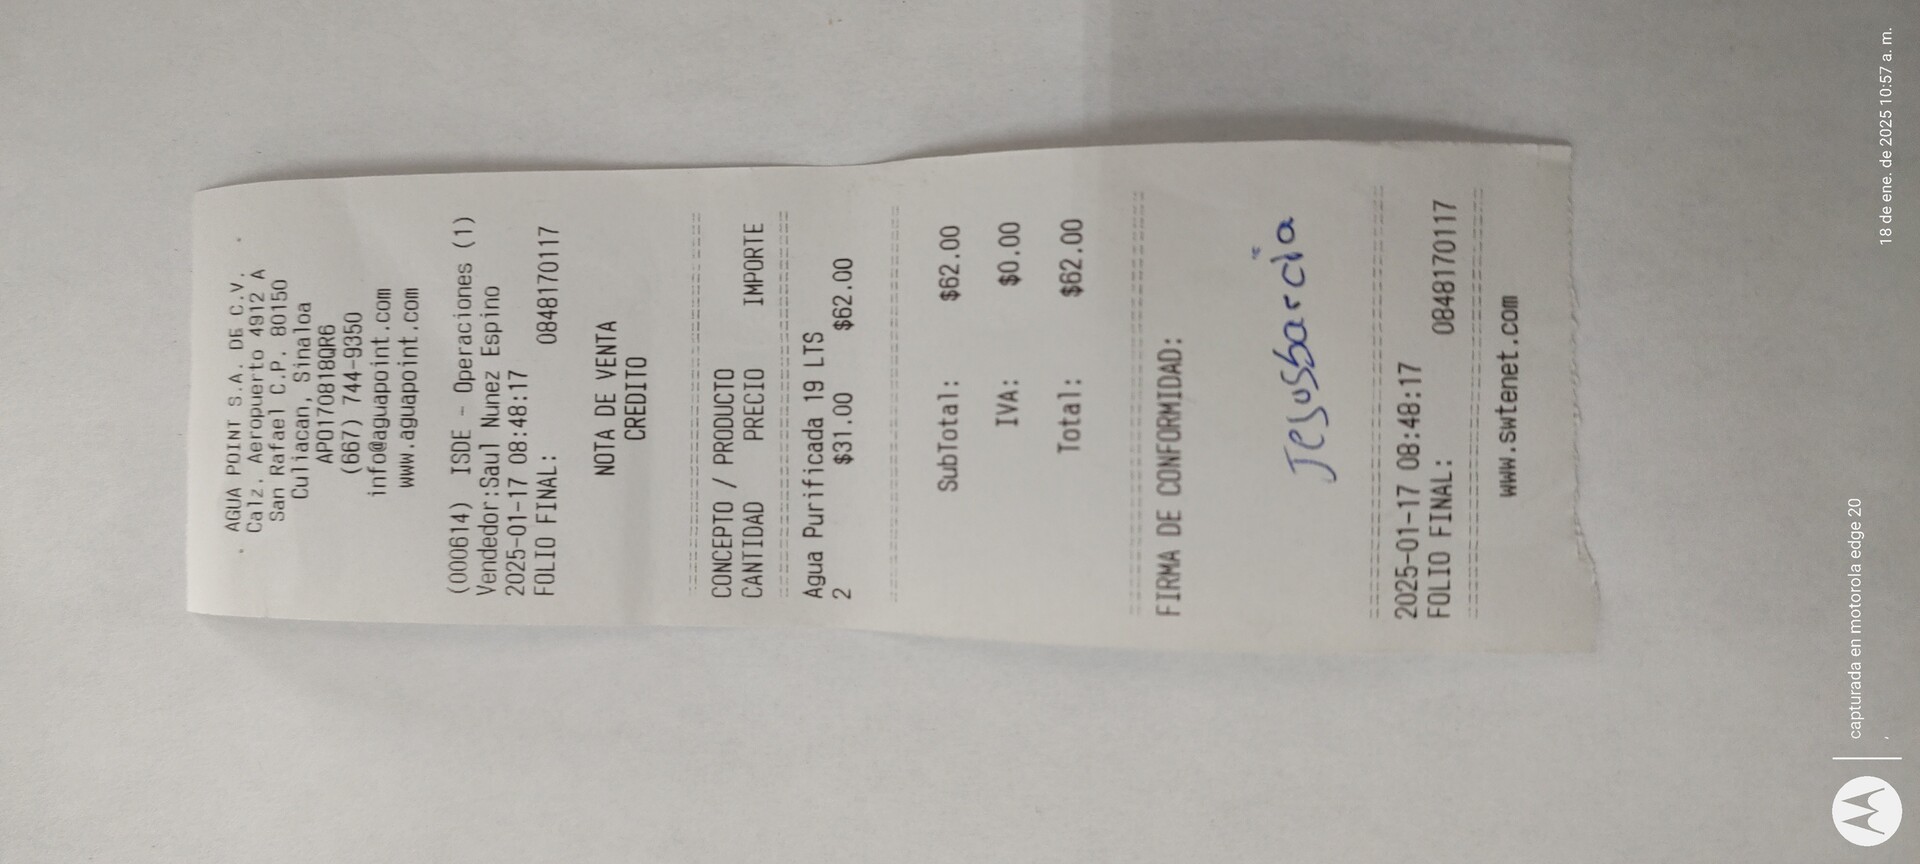 AGUA POINT S.A. DE C.V.
Calz. Aeropuerto 4912 A
San Rafael C.P. 80150
Culiacan, Sinaloa
APO170818QR6
(667) 744-9350
info@aguapoint.com
www.aguapoint.com
(000614) ISDE - Operaciones (1)
Vendedor:Saul Nunez Espino
2025-01-17 08:48:17
FOLIO FINAL: 0848170117
NOTA DE VENTA
CREDITO
CONCEPTO / PRODUCTO
CANTIDAD PRECIO IMPORTE
Agua Purificada 19 LTS
2 $31.00 $62.00
SubTotal: $62.00
IVA: $0.00
Total: $62.00
FIRMA DE CONFORMIDAD:
Jesus Garcia
2025-01-17 08:48:17
FOLIO FINAL: 0848170117
www.swtenet.com
capturada en motorola edge 20
18 de ene. de 2025 10:57 a. m.